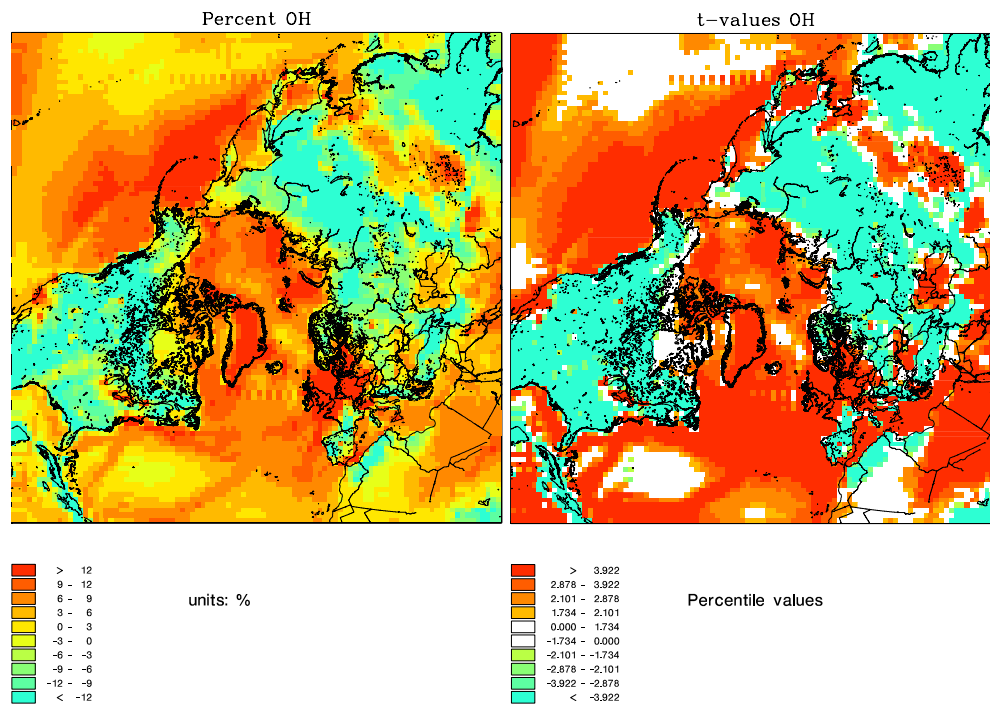 Percent OH
t-values OH
> 12
9 - 12
6 - 9
3 - 6
0 - 3
-3 - 0
-6 - -3
-9 - -6
-12 - -9
< -12
units: %
> 3.922
2.878 - 3.922
2.101 - 2.878
1.734 - 2.101
0.000 - 1.734
-1.734 - 0.000
-2.101 - -1.734
-2.878 - -2.101
-3.922 - -2.878
< -3.922
Percentile values